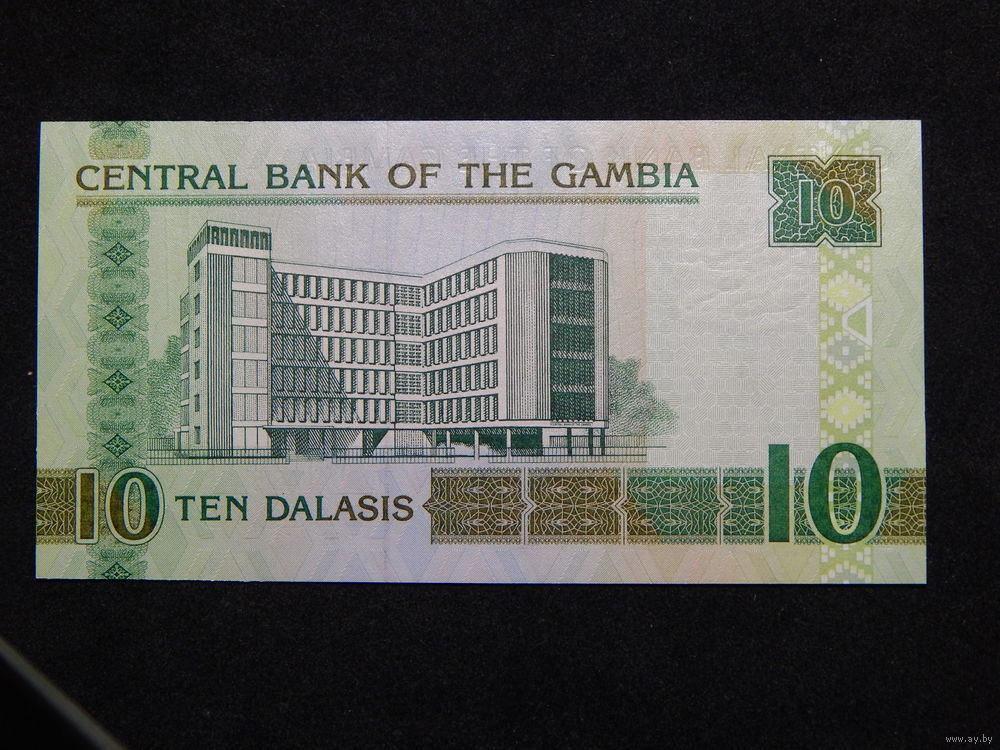 CENTRAL BANK OF THE GAMBIA
10
10 TEN DALASIS
10
www.ay.by